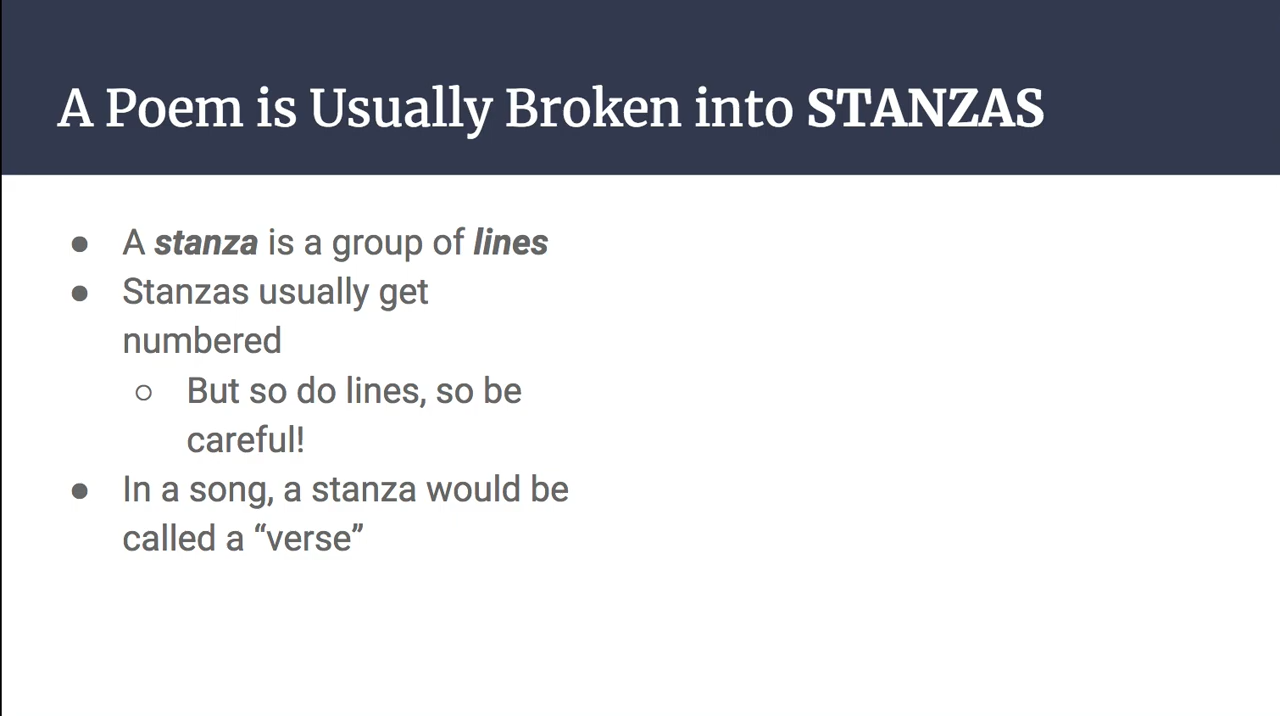 A Poem is Usually Broken into STANZAS
● A stanza is a group of lines
● Stanzas usually get
numbered
○ But so do lines, so be
careful!
● In a song, a stanza would be
called a “verse”